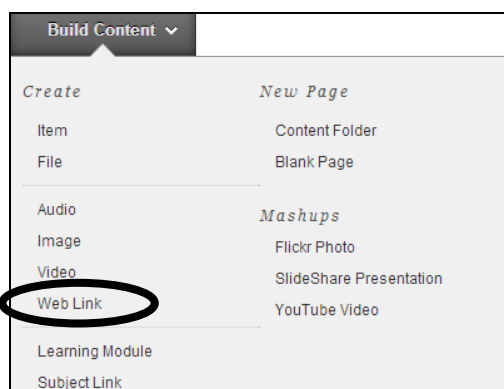 Build Content
Create
Item
File
Audio
Image
Video
Web Link
Learning Module
Subject Link
New Page
Content Folder
Blank Page
Mashups
Flickr Photo
SlideShare Presentation
YouTube Video